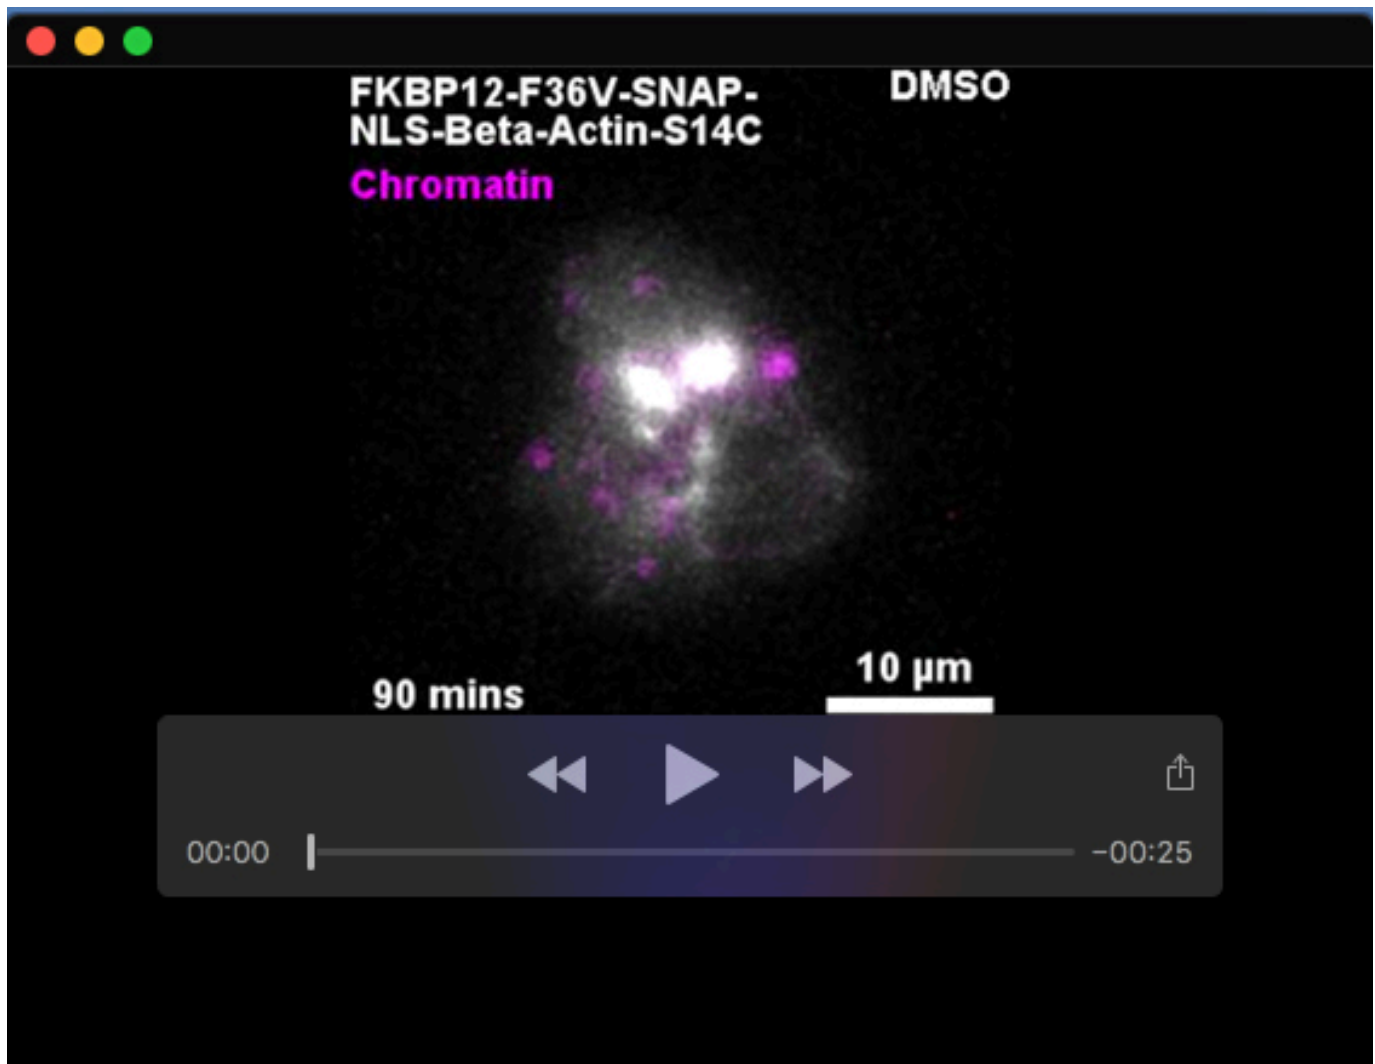 FKBP12-F36V-SNAP-
NLS-Beta-Actin-S14C
DMSO
Chromatin
90 mins
10 µm
00:00
-00:25